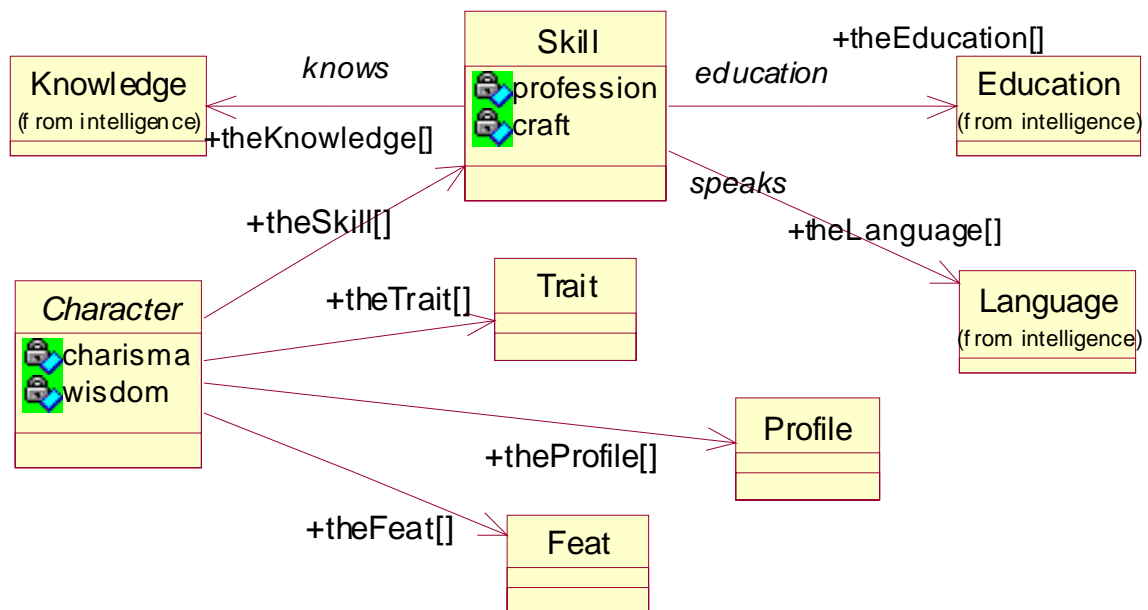 Skill
profession
craft
knows
Knowledge
(from intelligence)
+theKnowledge[]
education
+theEducation[]
Education
(from intelligence)
speaks
+theLanguage[]
Language
(from intelligence)
+theSkill[]
Character
charisma
wisdom
+theTrait[]
Trait
+theProfile[]
Profile
+theFeat[]
Feat